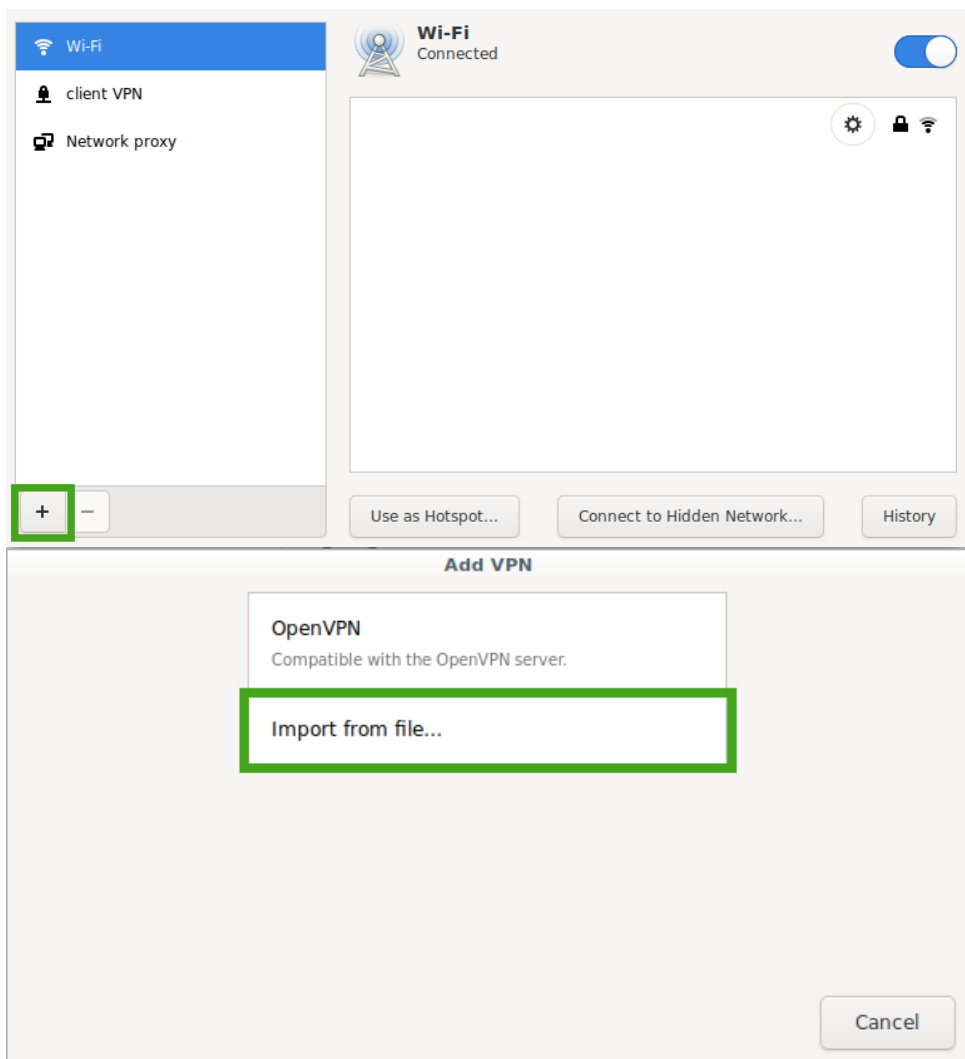 Wi-Fi
client VPN
Network proxy
Wi-Fi
Connected
+ −
Use as Hotspot...
Connect to Hidden Network...
History
Add VPN
OpenVPN
Compatible with the OpenVPN server.
Import from file...
Cancel